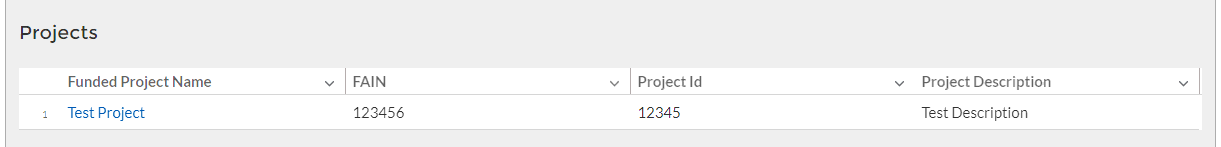 Projects
Funded Project Name FAIN Project Id Project Description
1 Test Project 123456 12345 Test Description